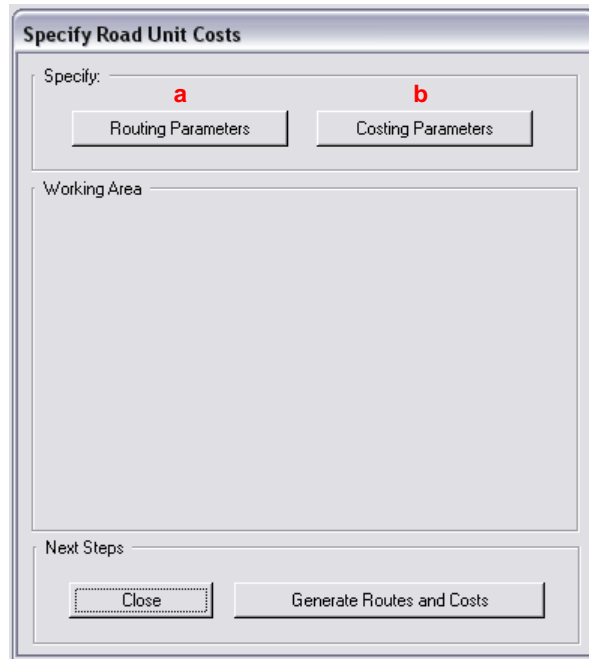 Specify Road Unit Costs
Specify:
a b
Routing Parameters Costing Parameters
Working Area
Next Steps
Close Generate Routes and Costs